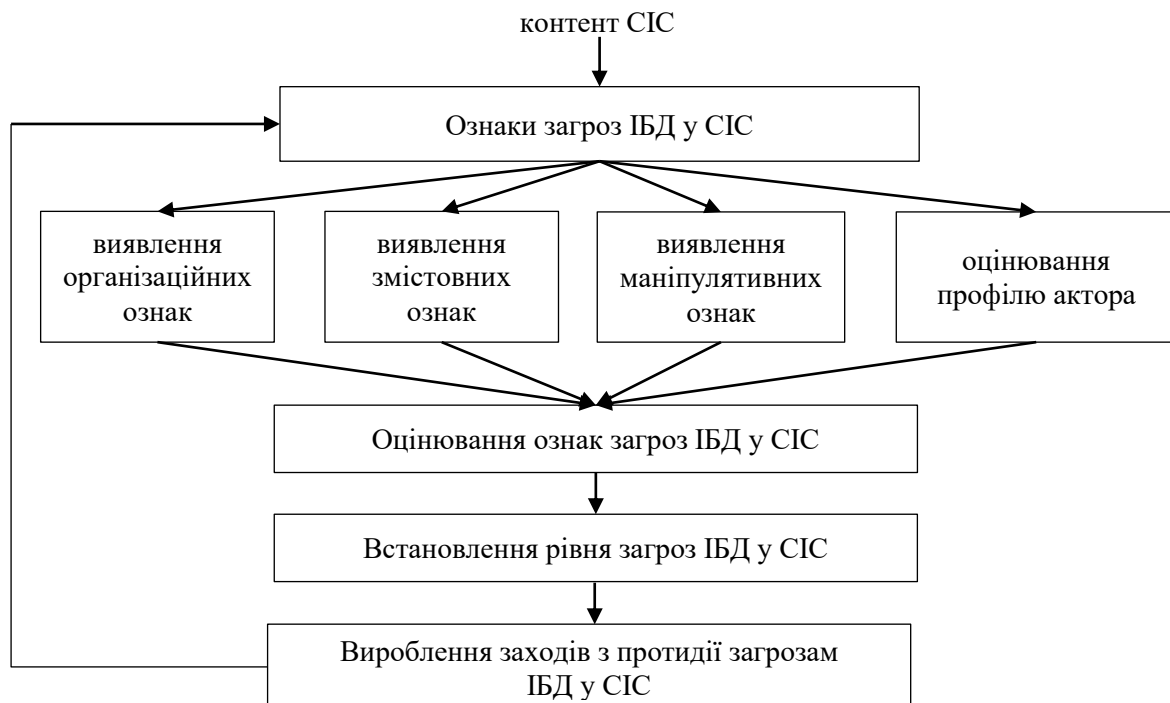 контент СІС
Ознаки загроз ІБД у СІС
виявлення
організаційних
ознак
виявлення
змістовних
ознак
виявлення
маніпулятивних
ознак
оцінювання
профілю актора
Оцінювання ознак загроз ІБД у СІС
Встановлення рівня загроз ІБД у СІС
Вироблення заходів з протидії загрозам
ІБД у СІС